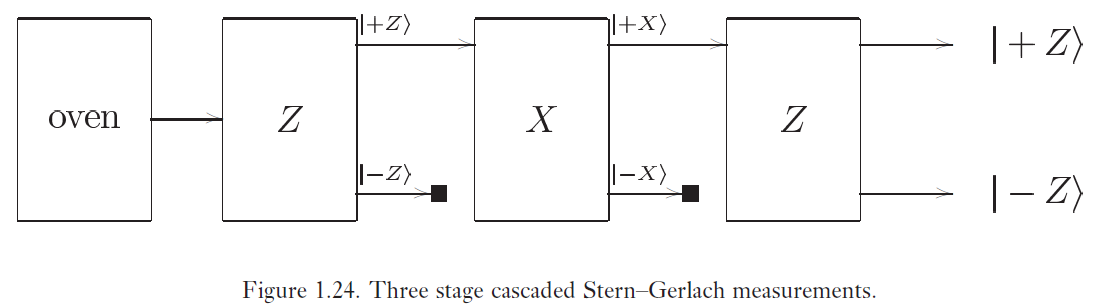 |+Z⟩ |+X⟩ |+ Z⟩
oven Z X Z
|−Z⟩ |−X⟩ |− Z⟩
Figure 1.24. Three stage cascaded Stern–Gerlach measurements.